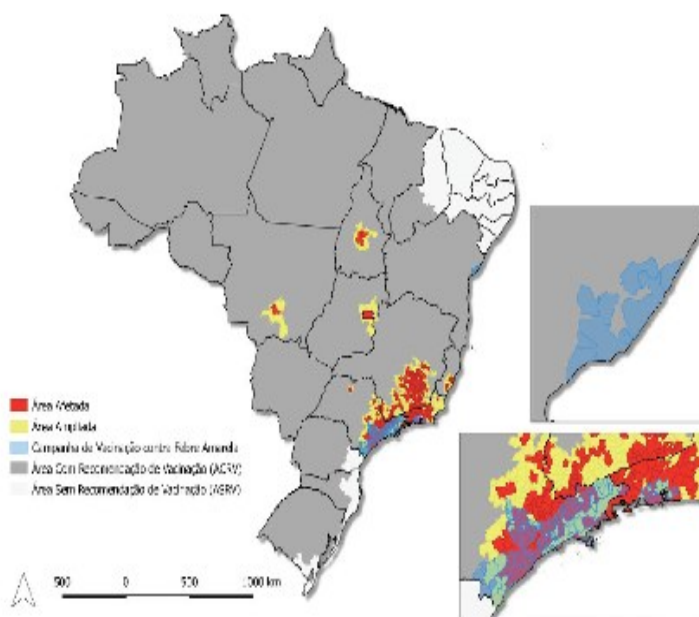 Área Afetada
Área Ampliada
Campanha de Vacinação contra Febre Amarela
Área Com Recomendação de Vacinação (ACRV)
Área Sem Recomendação de Vacinação (ASRV)
500 0 500 1000 km